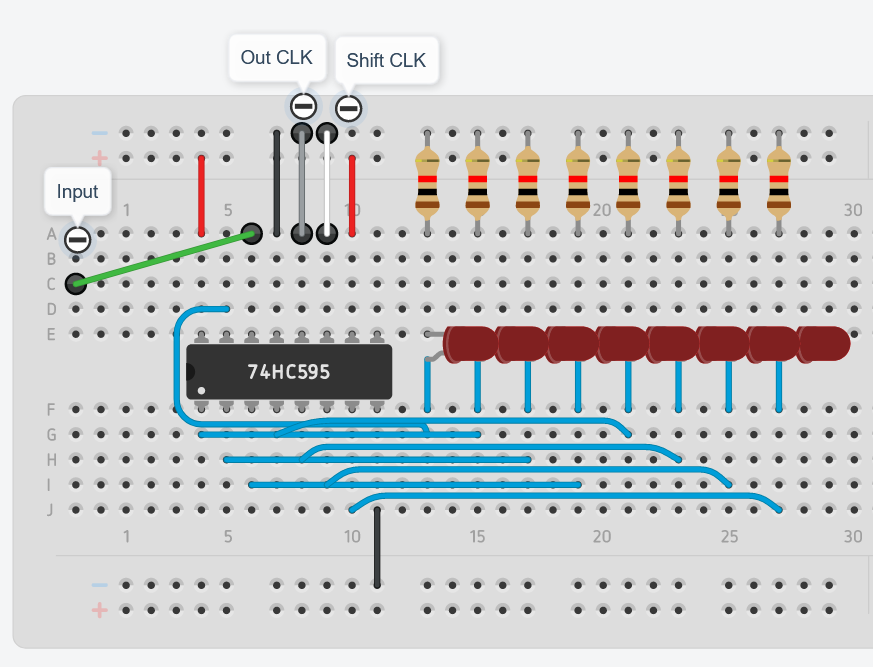 Out CLK
Shift CLK
Input
− −
+ +
1 5 10 20 30
A
B
C
D
E
74HC595
F
G
H
I
J
1 5 10 15 20 25 30
−
+